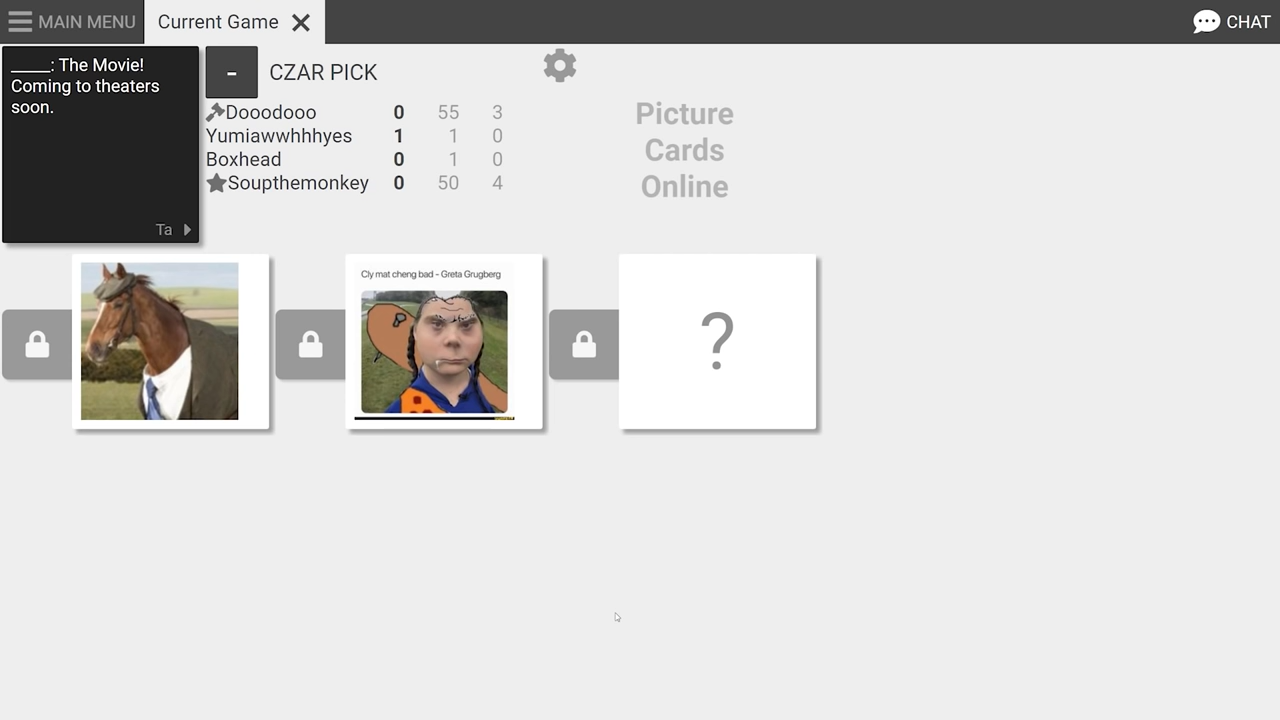 MAIN MENU
Current Game
CHAT
_____: The Movie!
Coming to theaters
soon.
Ta
-
CZAR PICK
Dooodooo 0 55 3
Yumiawwhhhyes 1 1 0
Boxhead 0 1 0
Soupthemonkey 0 50 4
Picture
Cards
Online
Cly mat cheng bad - Greta Grugberg
?